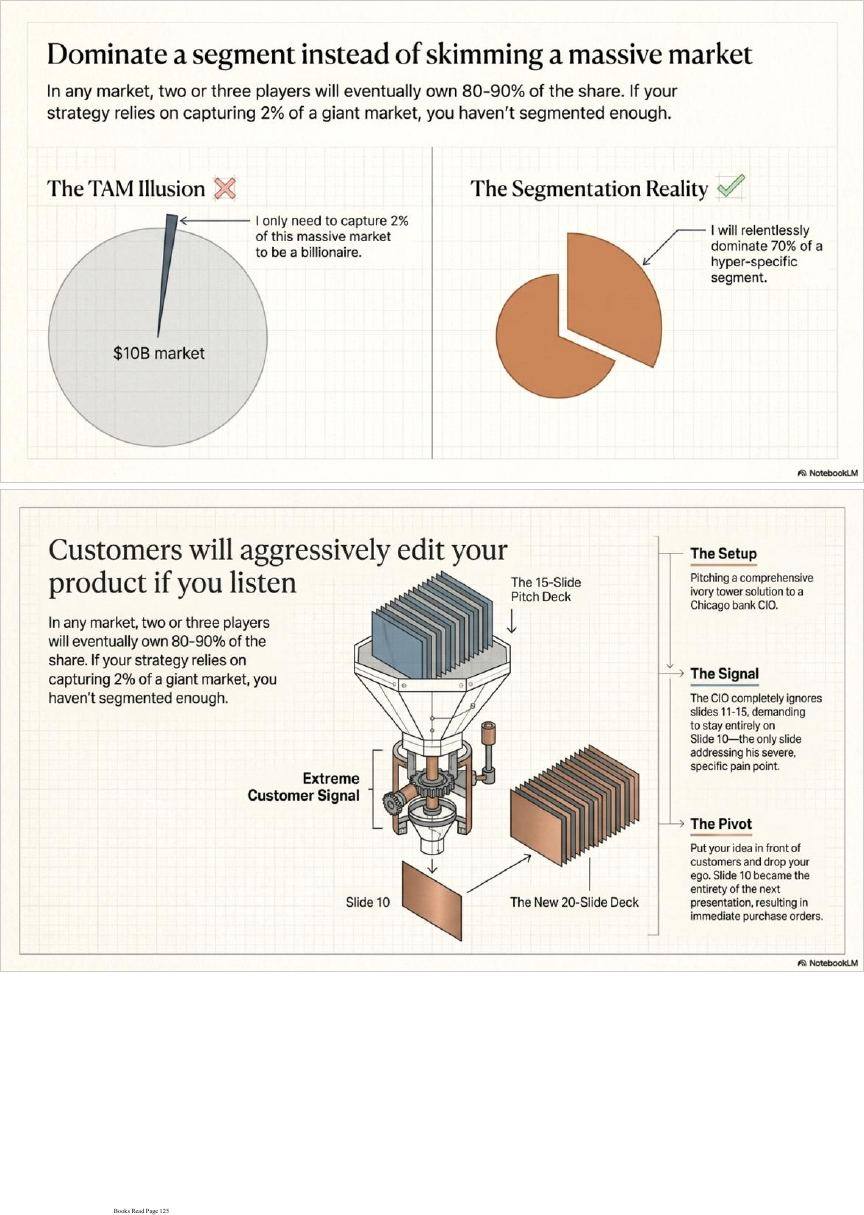 Dominate a segment instead of skimming a massive market
In any market, two or three players will eventually own 80-90% of the share. If your
strategy relies on capturing 2% of a giant market, you haven't segmented enough.
The TAM Illusion
I only need to capture 2%
of this massive market
to be a billionaire.
$10B market
The Segmentation Reality
I will relentlessly
dominate 70% of a
hyper-specific
segment.
NotebookLM
Customers will aggressively edit your
product if you listen
In any market, two or three players
will eventually own 80-90% of the
share. If your strategy relies on
capturing 2% of a giant market, you
haven't segmented enough.
The 15-Slide
Pitch Deck
Extreme
Customer Signal
Slide 10
The New 20-Slide Deck
The Setup
Pitching a comprehensive
ivory tower solution to a
Chicago bank CIO.
The Signal
The CIO completely ignores
slides 11-15, demanding
to stay entirely on
Slide 10—the only slide
addressing his severe,
specific pain point.
The Pivot
Put your idea in front of
customers and drop your
ego. Slide 10 became the
entirety of the next
presentation, resulting in
immediate purchase orders.
NotebookLM
Books Read Page 125